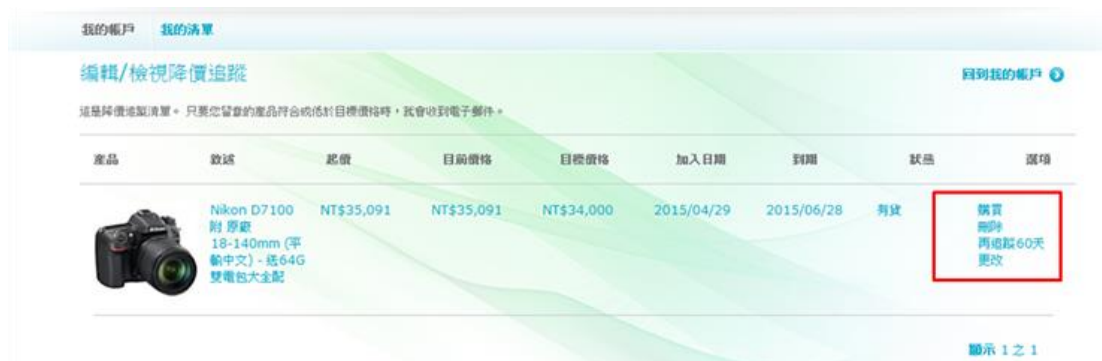 我的帳戶 我的清單
編輯/檢視降價追蹤
回到我的帳戶
這是降價追蹤清單。 只要您留意的產品符合或低於目標價格時，就會收到電子郵件。
產品 敘述 起價 目前價格 目標價格 加入日期 到期 狀態 選項
Nikon D7100 NT$35,091 NT$35,091 NT$34,000 2015/04/29 2015/06/28 有貨 購買
附 原廠 刪除
18-140mm (平 再追蹤60天
輸中文) - 送64G 更改
雙電包大全配
顯示 1 之 1